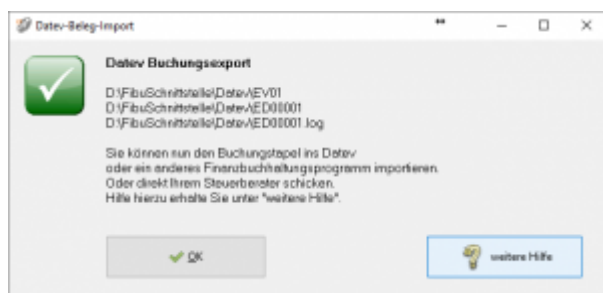 Datev-Beleg-Import
Datev Buchungsexport
D:\FibuSchnittstelle\Datev\EV01
D:\FibuSchnittstelle\Datev\ED00001
D:\FibuSchnittstelle\Datev\ED00001.log
Sie können nun den Buchungstapel ins Datev
oder ein anderes Finanzbuchhaltungsprogramm importieren.
Oder direkt Ihrem Steuerberater schicken.
Hilfe hierzu erhalte Sie unter "weitere Hilfe".
OK
weitere Hilfe